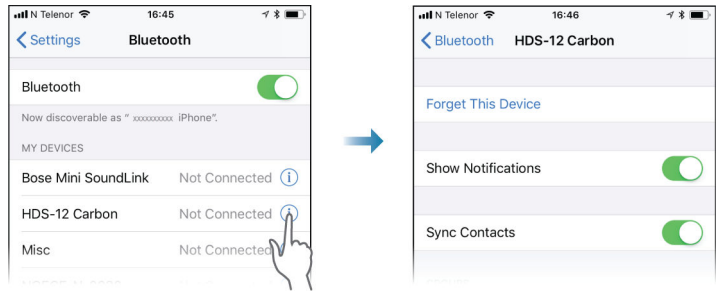 N Telenor 16:45
Settings Bluetooth
Bluetooth
Now discoverable as " xxxxxxxxx iPhone".
MY DEVICES
Bose Mini SoundLink Not Connected
HDS-12 Carbon Not Connected
Misc Not Connected
N Telenor 16:46
Bluetooth HDS-12 Carbon
Forget This Device
Show Notifications
Sync Contacts